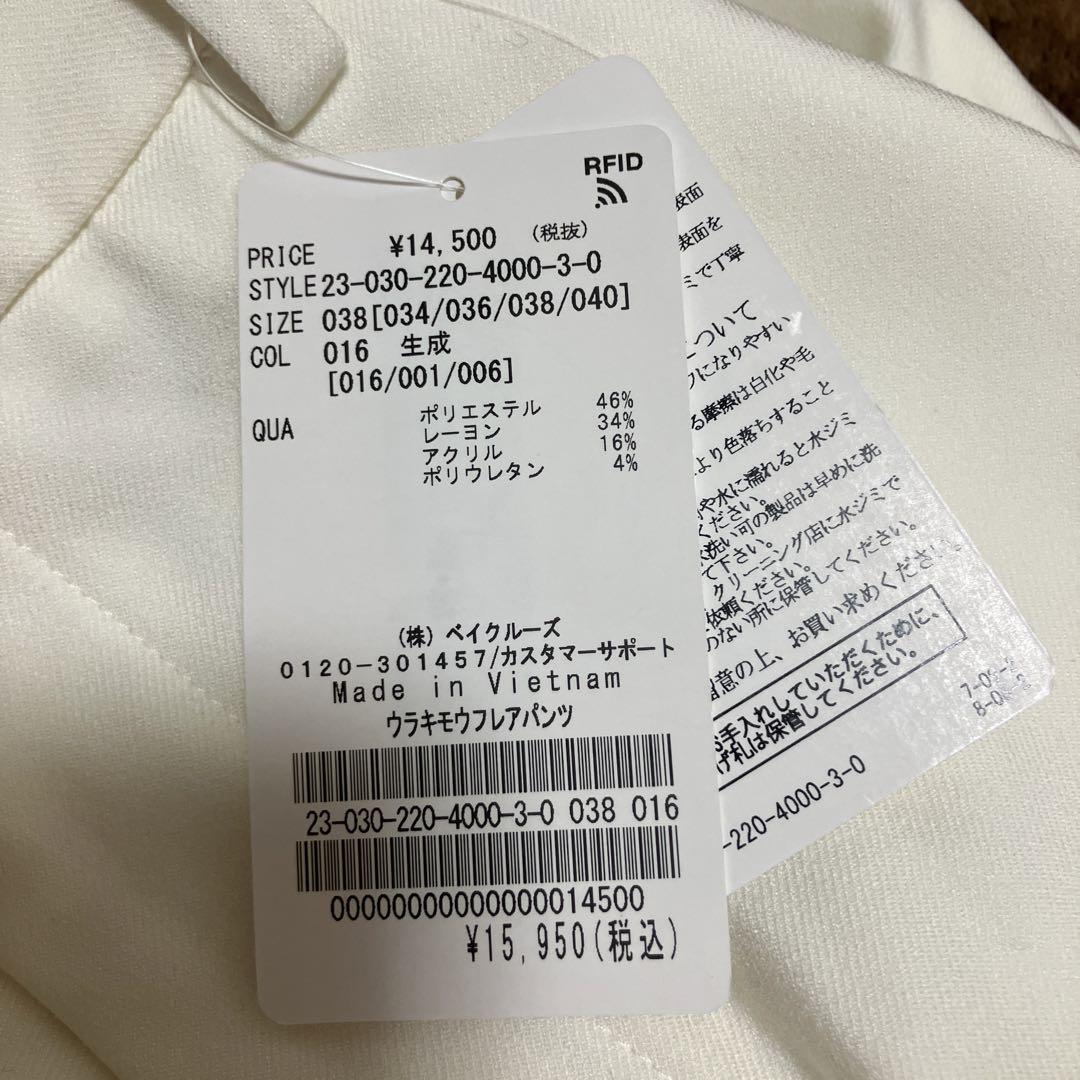 RFID
PRICE ¥14,500 (税抜)
STYLE 23-030-220-4000-3-0
SIZE 038[034/036/038/040]
COL 016 生成
[016/001/006]
QUA ポリエステル 46%
レーヨン 34%
アクリル 16%
ポリウレタン 4%
(株) ベイクルーズ
0120-301457/カスタマーサポート
Made in Vietnam
ウラキモウフレアパンツ
23-030-220-4000-3-0 038 016
00000000000000014500
¥15,950(税込)
表面
表面を
ミで丁寧
について
になりやすい
る摩擦は白化や毛
より色落ちすること
や水に濡れると水ジミ
ください。
洗い可の製品は早めに洗
て下さい。
クリーニング店に水ジミで
依頼ください。
のない所に保管してください。
意の上、お買い求めください。
お手入れしていただくために、
げ札は保管してください。
-220-4000-3-0